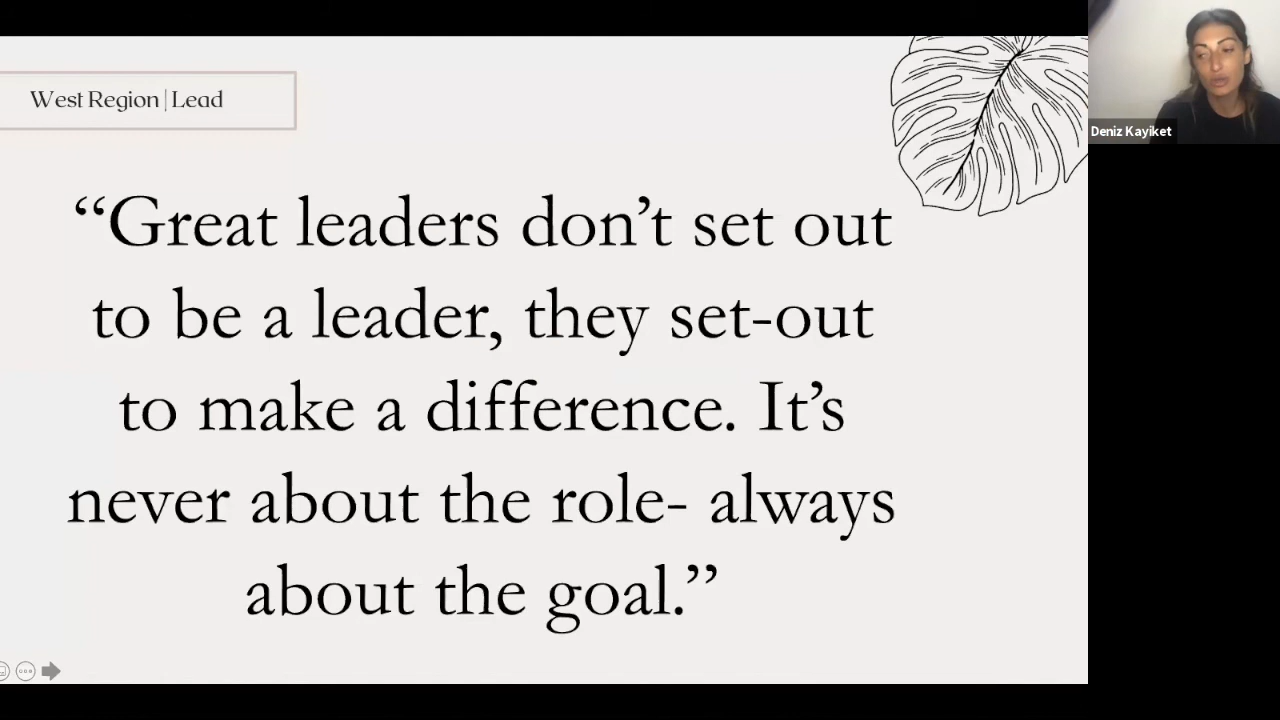 West Region | Lead
“Great leaders don’t set out
to be a leader, they set-out
to make a difference. It’s
never about the role- always
about the goal.”
Deniz Kayiket